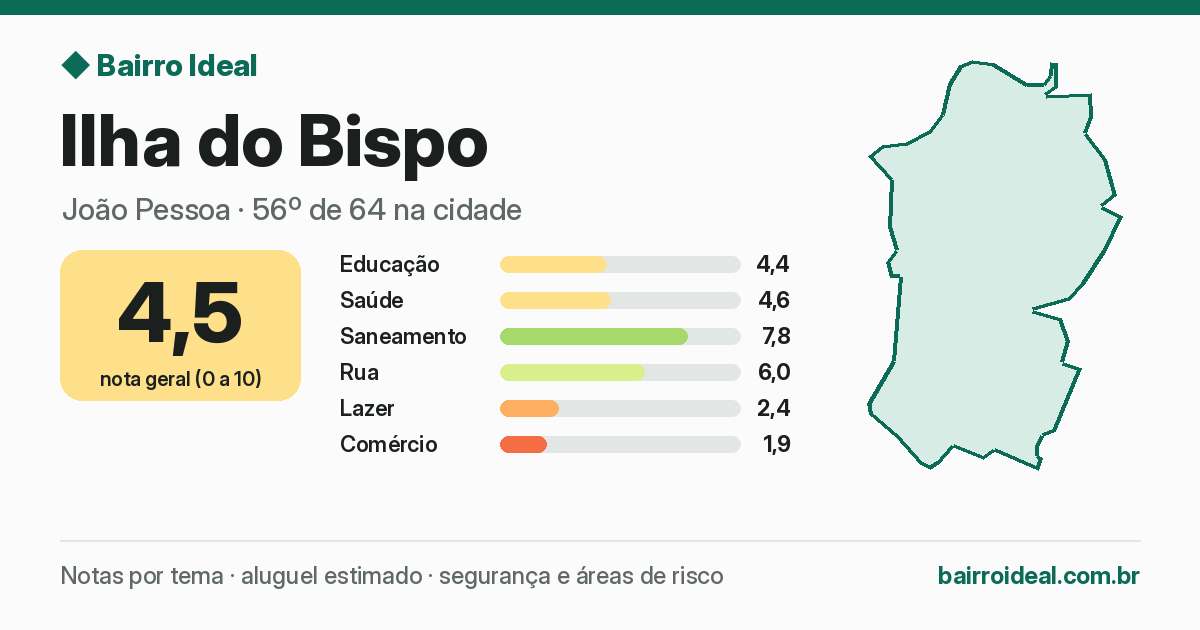 Bairro Ideal
Ilha do Bispo
João Pessoa · 56º de 64 na cidade
4,5
nota geral (0 a 10)
Educação 4,4
Saúde 4,6
Saneamento 7,8
Rua 6,0
Lazer 2,4
Comércio 1,9
Notas por tema · aluguel estimado · segurança e áreas de risco
bairroideal.com.br